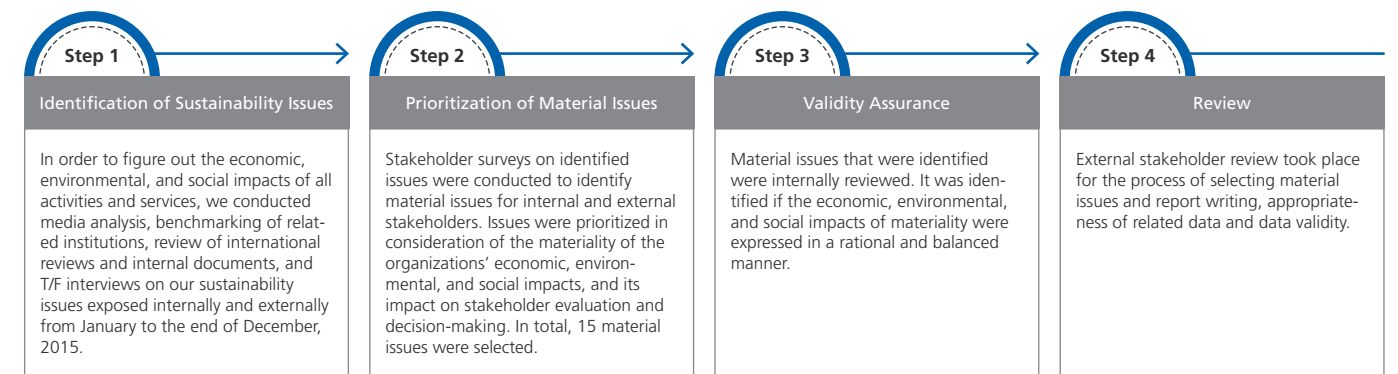 Step 1
Identification of Sustainability Issues
In order to figure out the economic,
environmental, and social impacts of all
activities and services, we conducted
media analysis, benchmarking of relat-
ed institutions, review of international
reviews and internal documents, and
T/F interviews on our sustainability
issues exposed internally and externally
from January to the end of December,
2015.
Step 2
Prioritization of Material Issues
Stakeholder surveys on identified
issues were conducted to identify
material issues for internal and external
stakeholders. Issues were prioritized in
consideration of the materiality of the
organizations’ economic, environ-
mental, and social impacts, and its
impact on stakeholder evaluation and
decision-making. In total, 15 material
issues were selected.
Step 3
Validity Assurance
Material issues that were identified
were internally reviewed. It was iden-
tified if the economic, environmental,
and social impacts of materiality were
expressed in a rational and balanced
manner.
Step 4
Review
External stakeholder review took place
for the process of selecting material
issues and report writing, appropriate-
ness of related data and data validity.